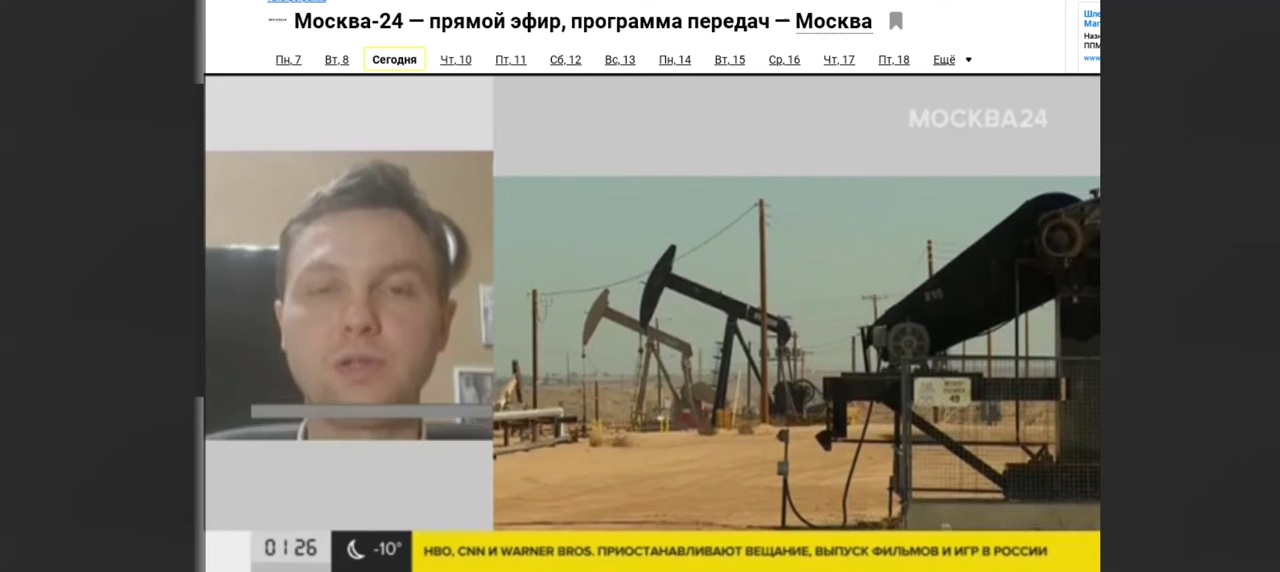 Москва-24 — прямой эфир, программа передач — Москва
Пн, 7 Вт, 8 Сегодня Чт, 10 Пт, 11 Сб, 12 Вс, 13 Пн, 14 Вт, 15 Ср, 16 Чт, 17 Пт, 18 Ещё
МОСКВА24
49
01 26 -10° HBO, CNN И WARNER BROS. ПРИОСТАНАВЛИВАЮТ ВЕЩАНИЕ, ВЫПУСК ФИЛЬМОВ И ИГР В РОССИИ